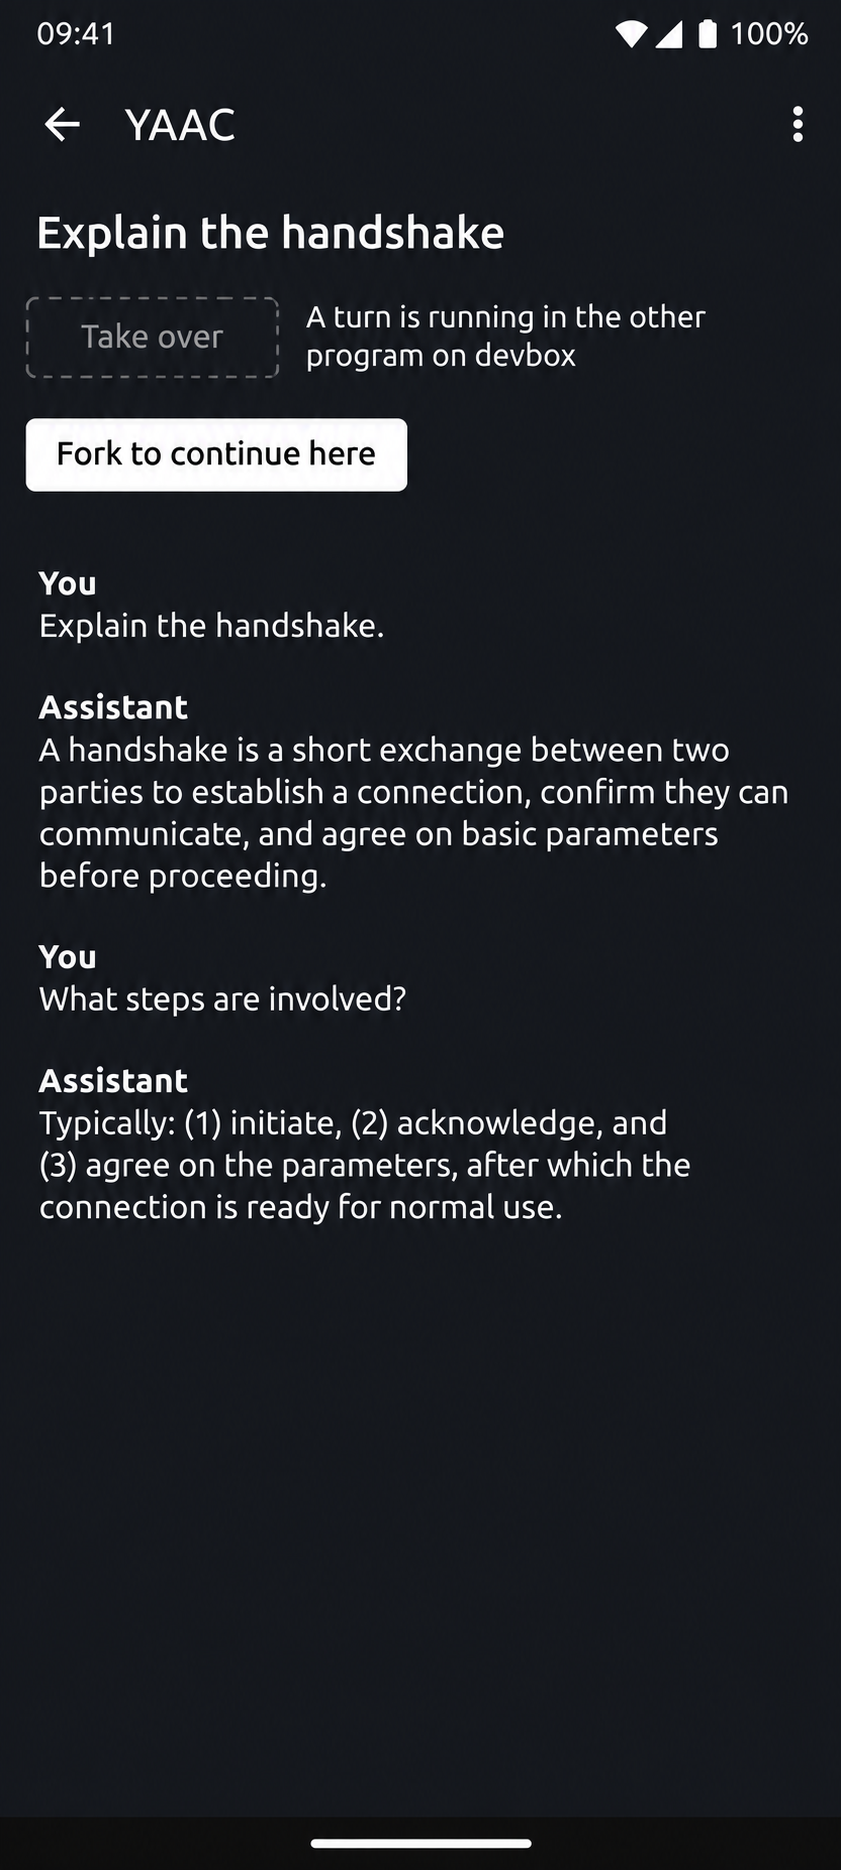 09:41
100%
YAAC
Explain the handshake
Take over
A turn is running in the other
program on devbox
Fork to continue here
You
Explain the handshake.
Assistant
A handshake is a short exchange between two
parties to establish a connection, confirm they can
communicate, and agree on basic parameters
before proceeding.
You
What steps are involved?
Assistant
Typically: (1) initiate, (2) acknowledge, and
(3) agree on the parameters, after which the
connection is ready for normal use.